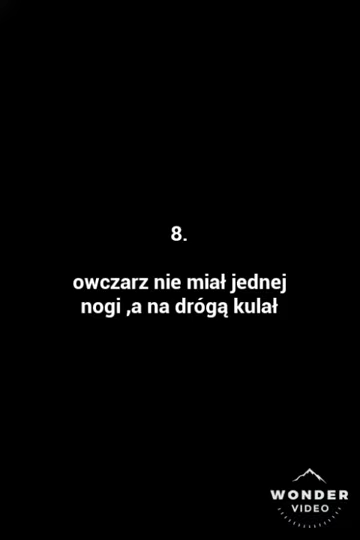 8.
owczarz nie miał jednej
nogi ,a na drógą kulał
WONDER
VIDEO